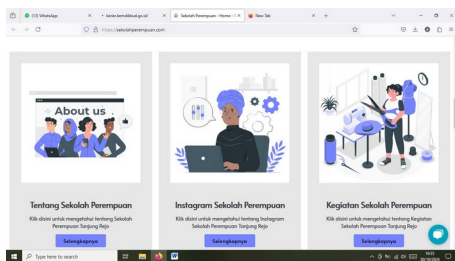 (10) WhatsApp
Sekolah Perempuan - Home - S
New Tab
https://sekolahperempuan.com
About us
Tentang Sekolah Perempuan
Klik disini untuk mengetahui tentang Sekolah
Perempuan Tanjung Rejo
Selengkapnya
Instagram Sekolah Perempuan
Klik disini untuk mengetahui tentang Instagram
Sekolah Perempuan Tanjung Rejo
Selengkapnya
Kegiatan Sekolah Perempuan
Klik disini untuk mengetahui tentang Kegiatan
Sekolah Perempuan Tanjung Rejo
Selengkapnya
Type here to search